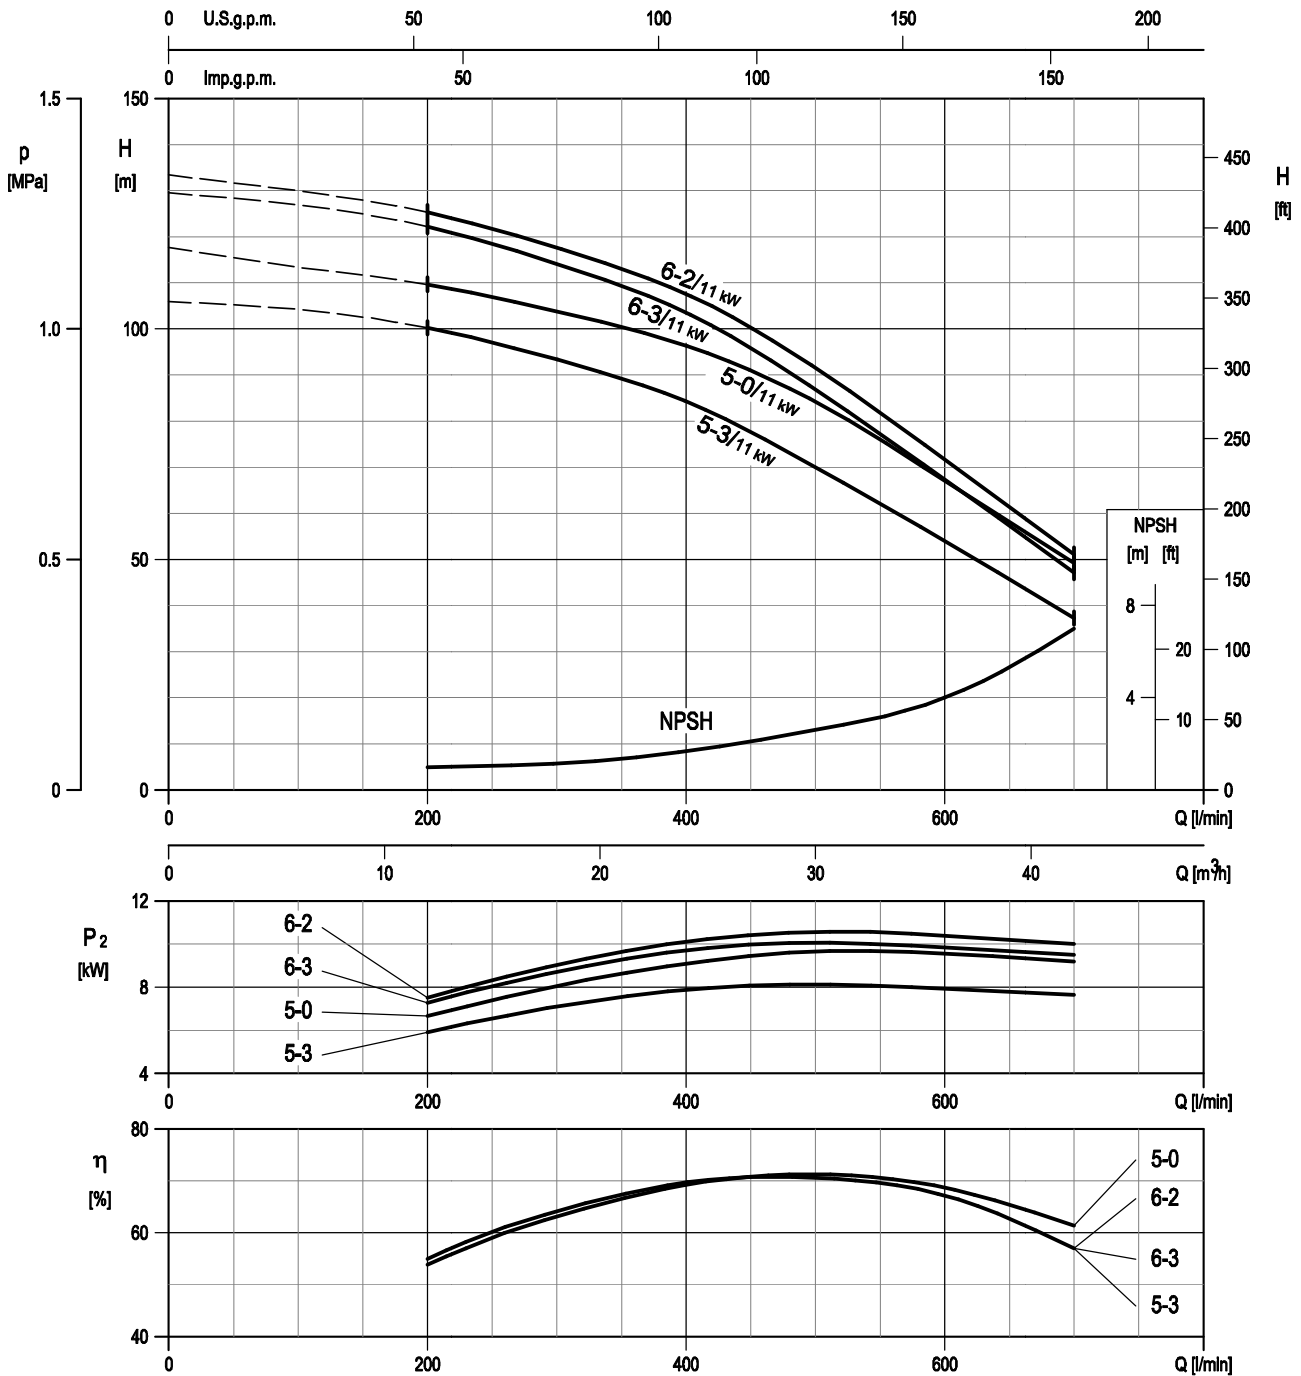 0 U.S.g.p.m. 50 100 150 200
0 Imp.g.p.m. 50 100 150
1.5 150
p H
[MPa] [m]
450
H
[ft]
400
350
1.0 100
300
250
200
0.5 50
150
100
50
0 0 0
6-2/11 kW
6-3/11 kW
5-0/11 kW
5-3/11 kW
NPSH
NPSH
[m] [ft]
8
20
4
10
200 400 600 Q [l/min]
0 10 20 30 40 Q [m³/h]
12
P2
[kW]
8
4
6-2
6-3
5-0
5-3
0 200 400 600 Q [l/min]
80
η
[%]
60
40
5-0
6-2
6-3
5-3
0 200 400 600 Q [l/min]